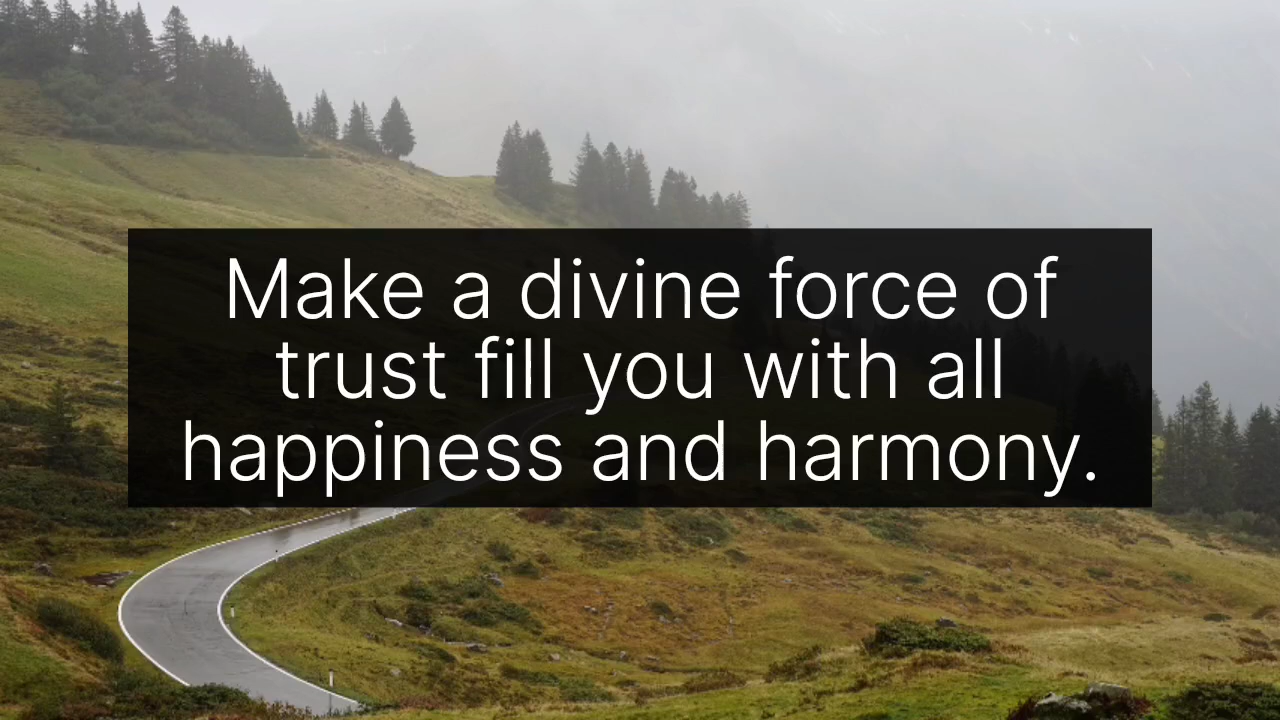 Make a divine force of
trust fill you with all
happiness and harmony.